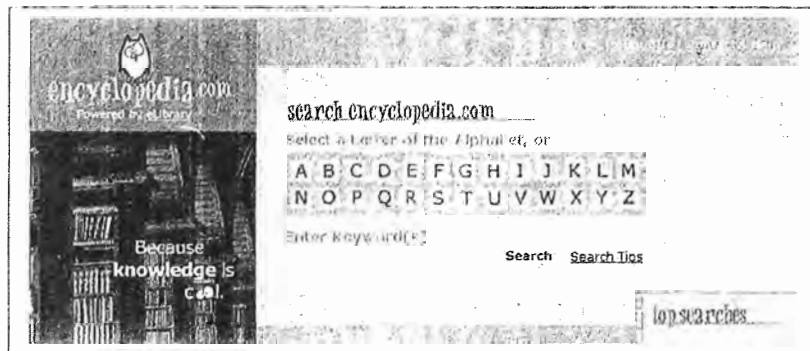 encyclopedia.com
Powered by eLibrary
search encyclopedia.com
Select a Letter of the Alphabet, or
A B C D E F G H I J K L M
N O P Q R S T U V W X Y Z
Enter Keyword(s)
Search Search Tips
Because
knowledge is
cool.
top searches